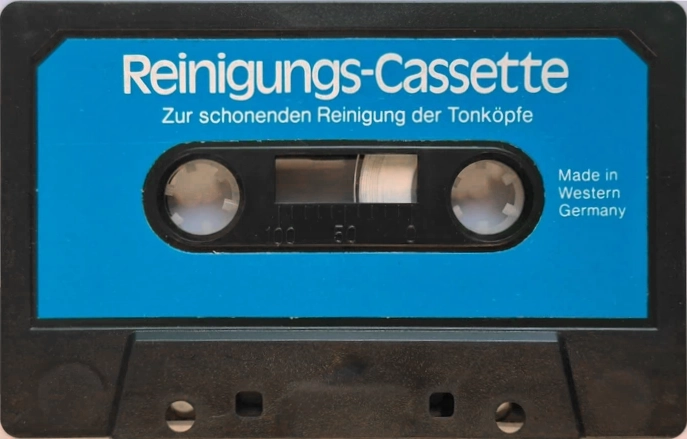 Reinigungs-Cassette
Zur schonenden Reinigung der Tonköpfe
Made in
Western
Germany
100 50 0